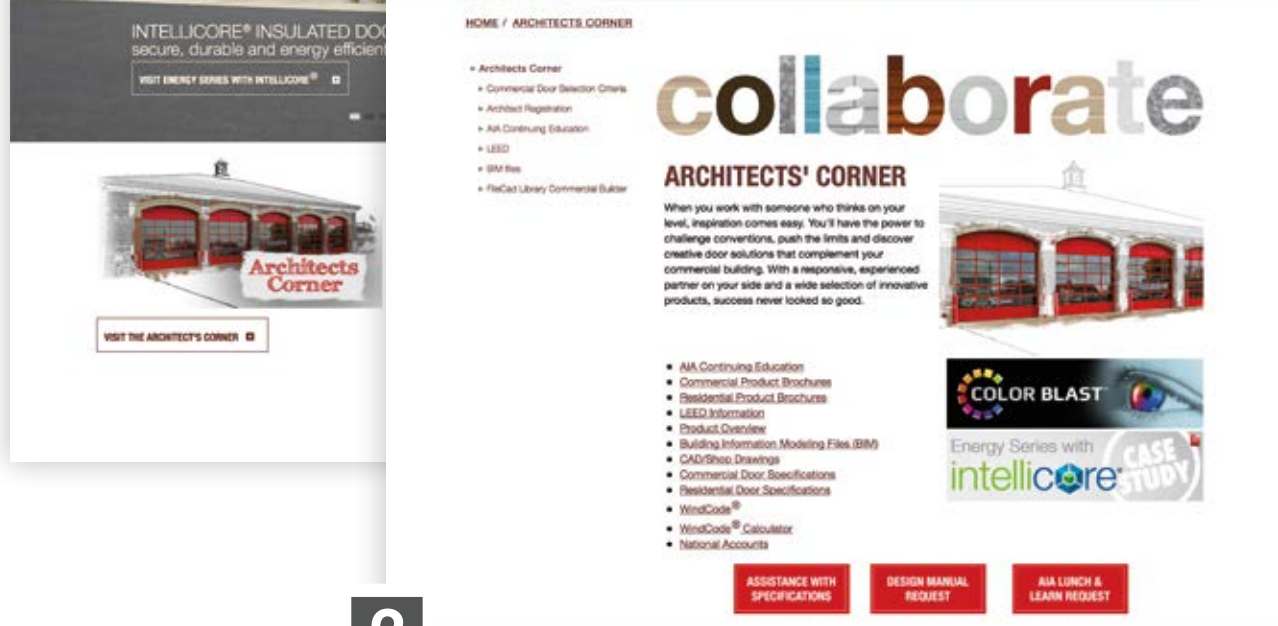 INTELLICORE® INSULATED DOO
secure, durable and energy efficient
VISIT ENERGY SERIES WITH INTELLICORE®
Architects
Corner
VISIT THE ARCHITECT'S CORNER
HOME / ARCHITECTS CORNER
Architects Corner
Commercial Door Selection Criteria
Architect Registration
AIA Continuing Education
LEED
BIM files
FleiCad Library Commercial Builder
collaborate
ARCHITECTS' CORNER
When you work with someone who thinks on your
level, inspiration comes easy. You'll have the power to
challenge conventions, push the limits and discover
creative door solutions that complement your
commercial building. With a responsive, experienced
partner on your side and a wide selection of innovative
products, success never looked so good.
AIA Continuing Education
Commercial Product Brochures
Residential Product Brochures
LEED Information
Product Overview
Building Information Modeling Files (BIM)
CAD/Shop Drawings
Commercial Door Specifications
Residential Door Specifications
WindCode®
WindCode® Calculator
National Accounts
COLOR BLAST™
Energy Series with
intellicore
CASE
STUDY
ASSISTANCE WITH
SPECIFICATIONS
DESIGN MANUAL
REQUEST
AIA LUNCH &
LEARN REQUEST